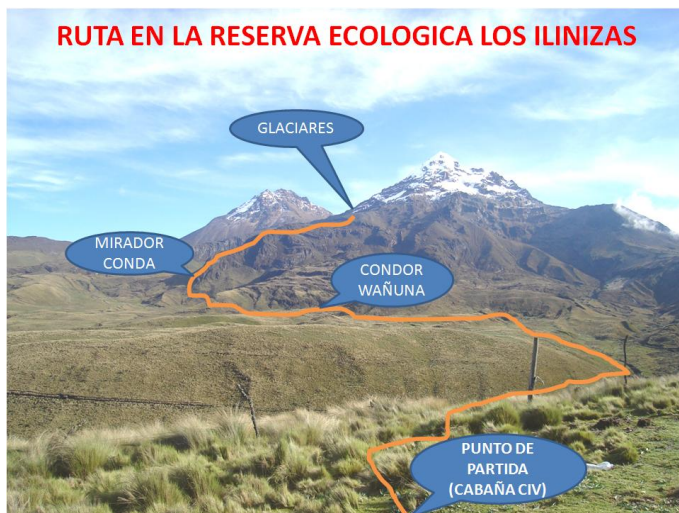 RUTA EN LA RESERVA ECOLOGICA LOS ILINIZAS
GLACIARES
MIRADOR
CONDA
CONDOR
WAÑUNA
PUNTO DE
PARTIDA
(CABAÑA CIV)